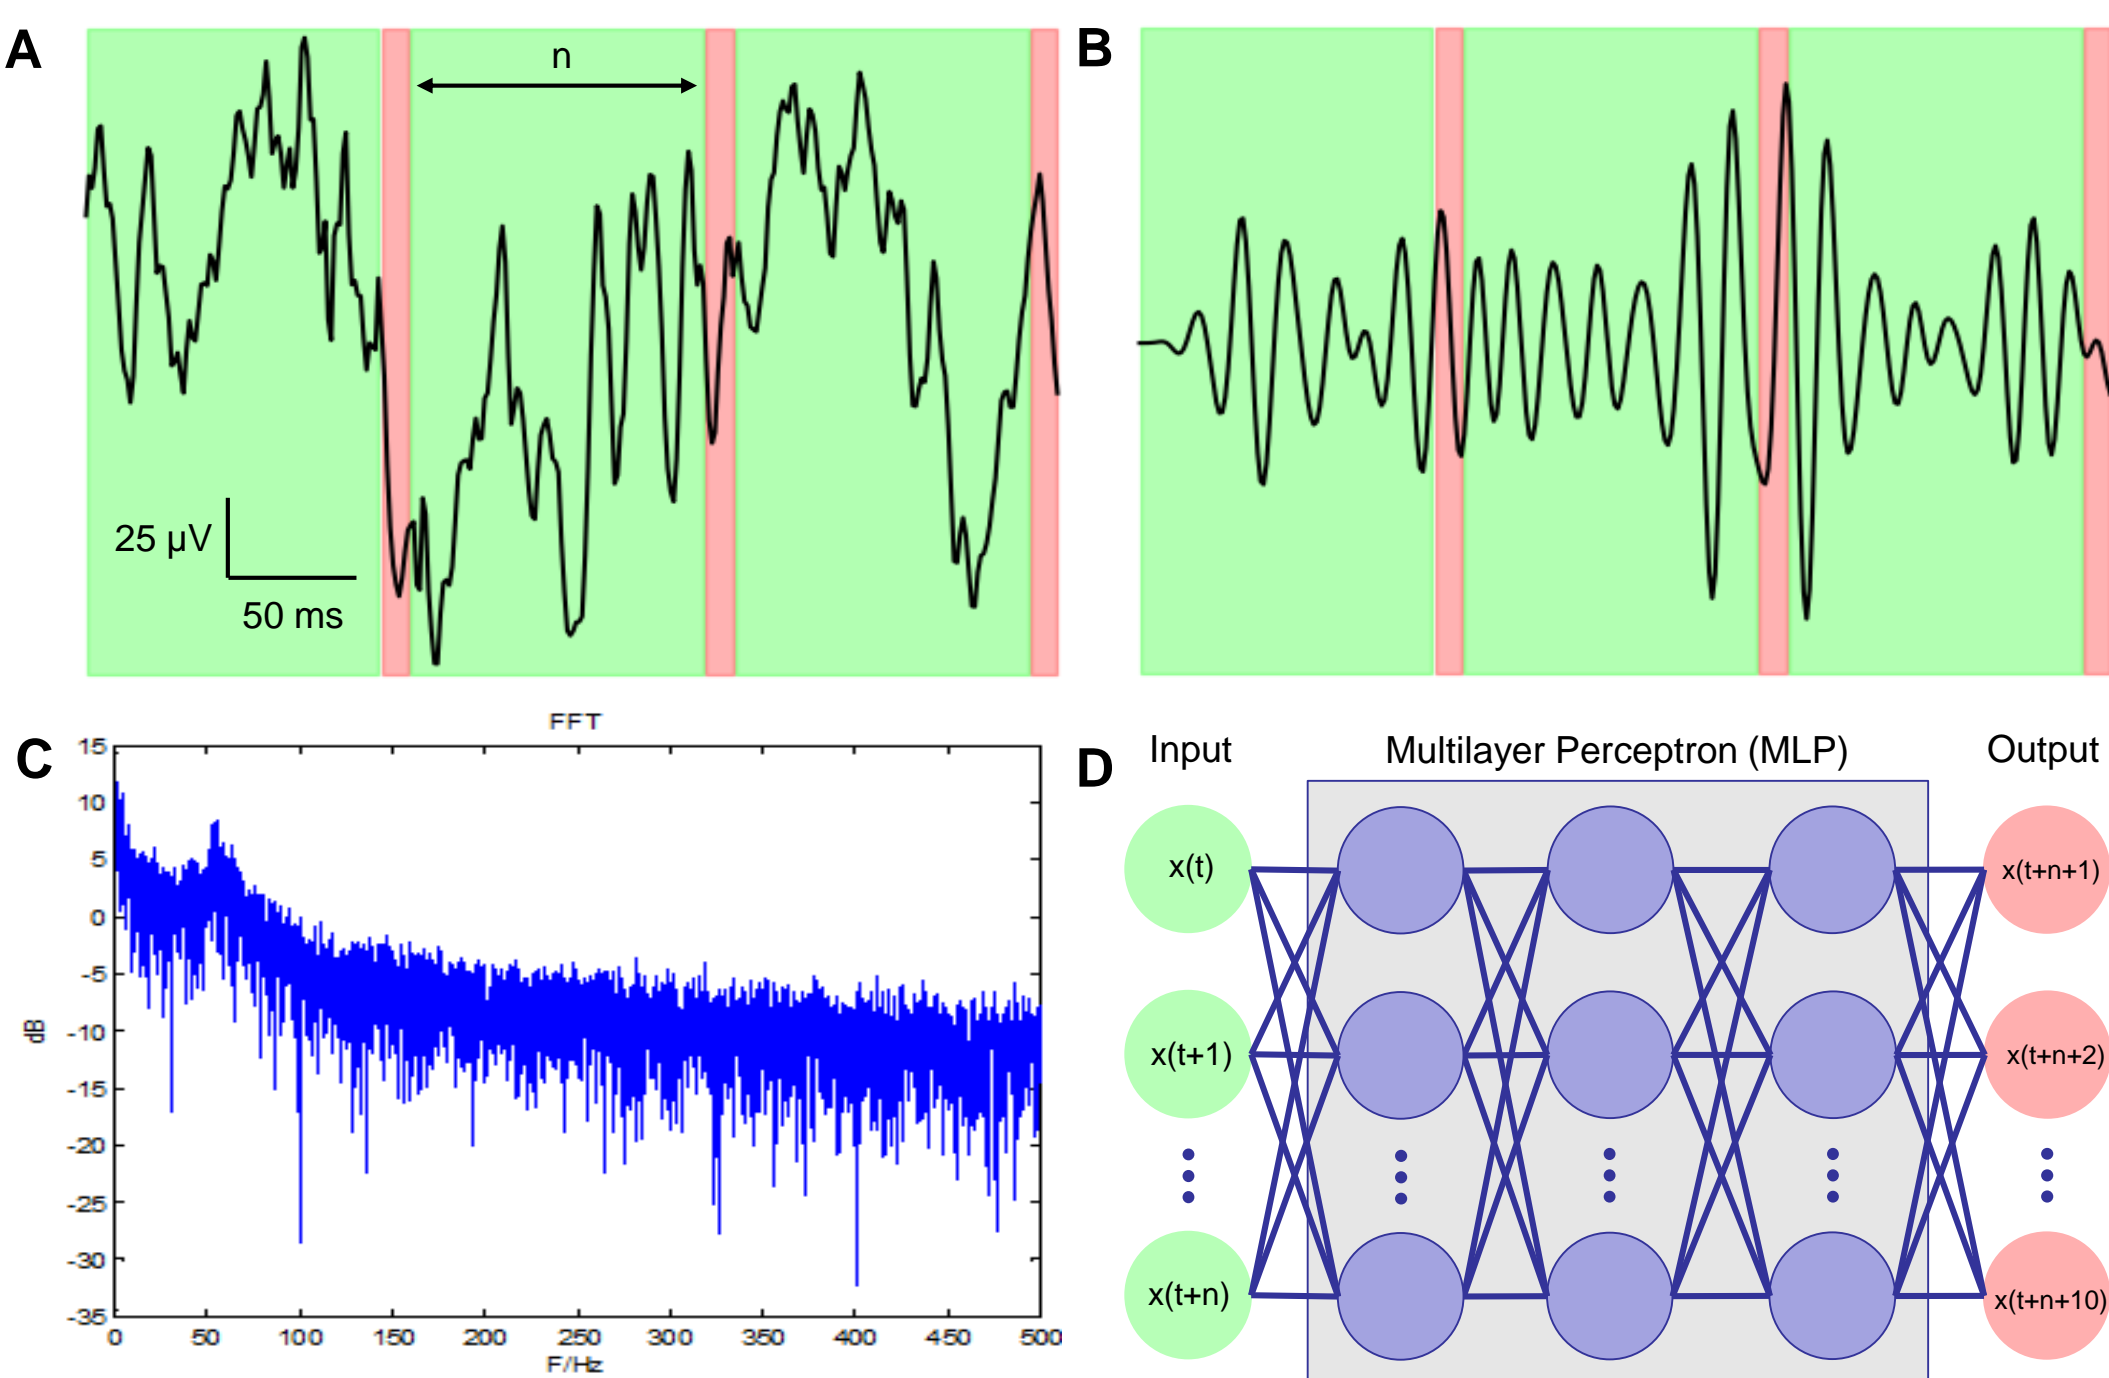 A
n
25 µV
50 ms
B
C
FFT
15
10
5
0
-5
-10
-15
-20
-25
-30
-35
dB
0 50 100 150 200 250 300 350 400 450 500
F/Hz
D
Input Multilayer Perceptron (MLP) Output
x(t) x(t+n+1)
x(t+1) x(t+n+2)
x(t+n) x(t+n+10)